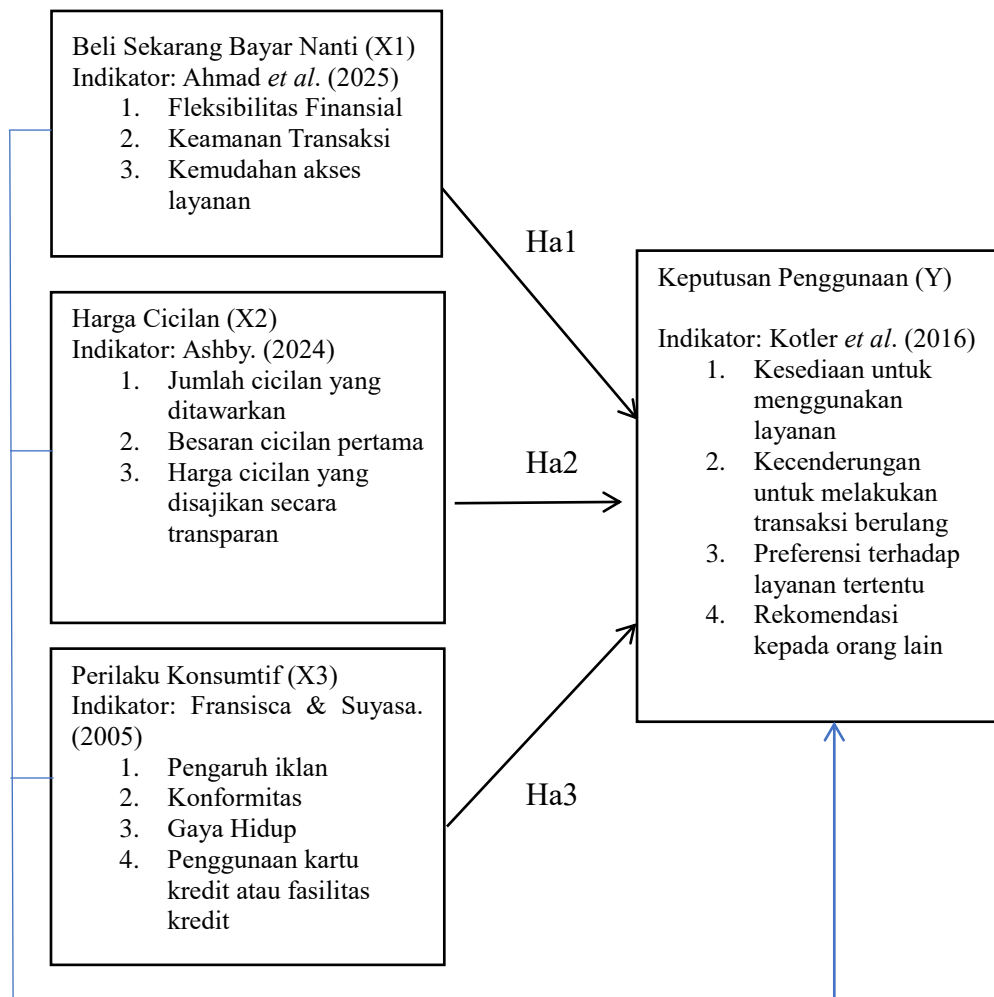 Beli Sekarang Bayar Nanti (X1)
Indikator: Ahmad et al. (2025)
1. Fleksibilitas Finansial
2. Keamanan Transaksi
3. Kemudahan akses
layanan
Ha1
Harga Cicilan (X2)
Indikator: Ashby. (2024)
1. Jumlah cicilan yang
ditawarkan
2. Besaran cicilan pertama
3. Harga cicilan yang
disajikan secara
transparan
Ha2
Perilaku Konsumtif (X3)
Indikator: Fransisca & Suyasa.
(2005)
1. Pengaruh iklan
2. Konformitas
3. Gaya Hidup
4. Penggunaan kartu
kredit atau fasilitas
kredit
Ha3
Keputusan Penggunaan (Y)
Indikator: Kotler et al. (2016)
1. Kesediaan untuk
menggunakan
layanan
2. Kecenderungan
untuk melakukan
transaksi berulang
3. Preferensi terhadap
layanan tertentu
4. Rekomendasi
kepada orang lain